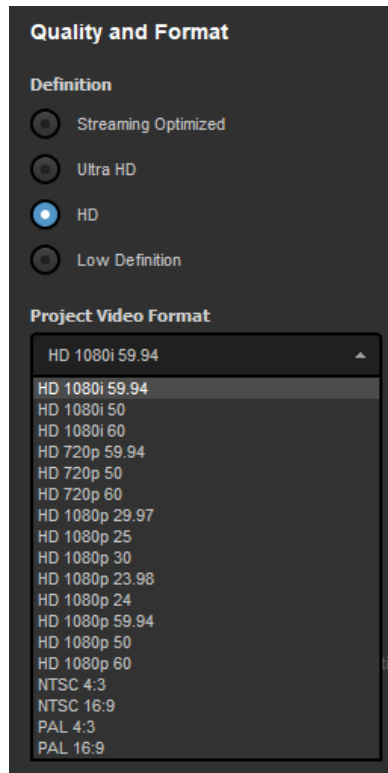 Quality and Format
Definition
Streaming Optimized
Ultra HD
HD
Low Definition
Project Video Format
HD 1080i 59.94
HD 1080i 59.94
HD 1080i 50
HD 1080i 60
HD 720p 59.94
HD 720p 50
HD 720p 60
HD 1080p 29.97
HD 1080p 25
HD 1080p 30
HD 1080p 23.98
HD 1080p 24
HD 1080p 59.94
HD 1080p 50
HD 1080p 60
NTSC 4:3
NTSC 16:9
PAL 4:3
PAL 16:9